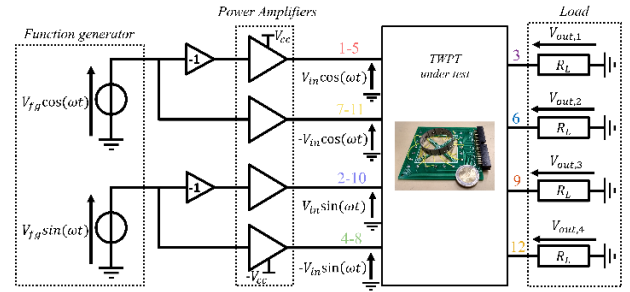 Power Amplifiers
Load
Function generator
V_cc
1-5
V_in cos(ωt)
TWPT
under test
3
V_out,1
R_L
-1
V_fg cos(ωt)
7-11
-V_in cos(ωt)
6
V_out,2
R_L
2-10
V_in sin(ωt)
9
V_out,3
R_L
-1
V_fg sin(ωt)
4-8
-V_in sin(ωt)
-V_cc
12
V_out,4
R_L